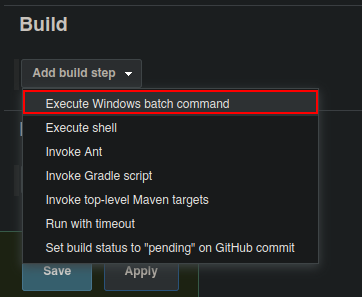 Build
Add build step
Execute Windows batch command
Execute shell
Invoke Ant
Invoke Gradle script
Invoke top-level Maven targets
Run with timeout
Set build status to "pending" on GitHub commit
Save
Apply